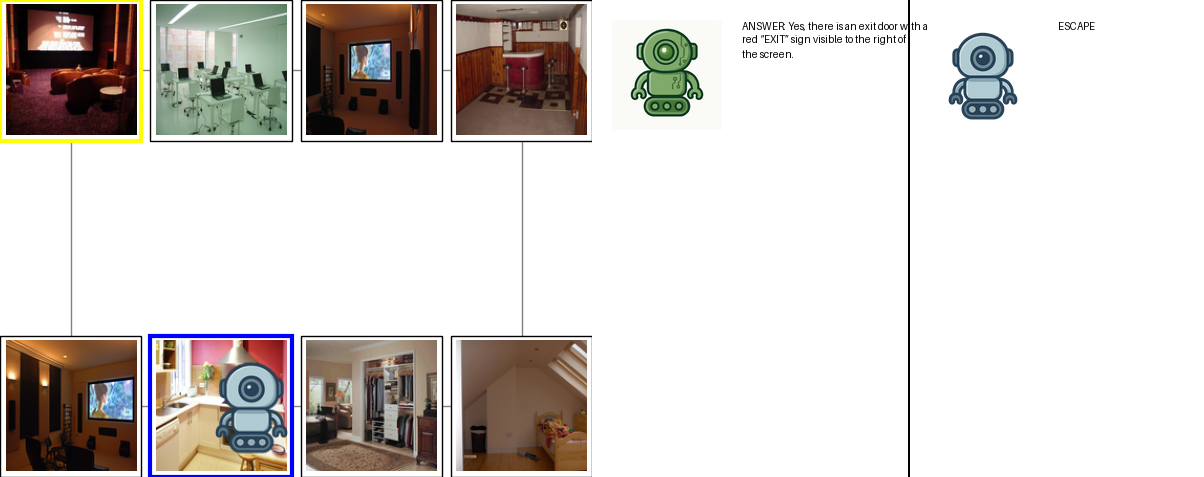 ANSWER: Yes, there is an exit door with a
red "EXIT" sign visible to the right of
the screen.
ESCAPE